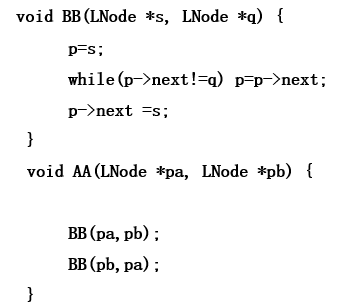 void BB(LNode *s, LNode *q) {
p=s;
while(p->next!=q) p=p->next;
p->next =s;
}
void AA(LNode *pa, LNode *pb) {
BB(pa,pb);
BB(pb,pa);
}